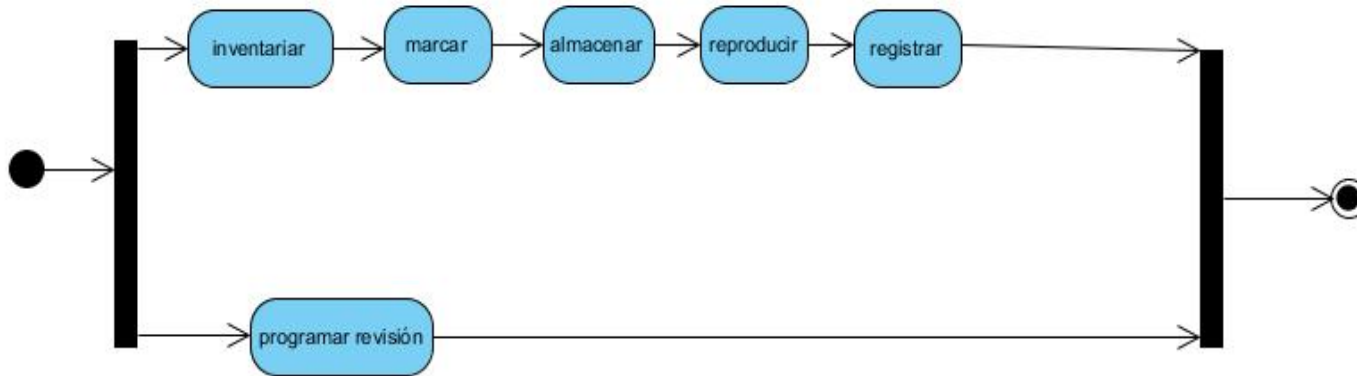 inventariar
marcar
almacenar
reproducir
registrar
programar revisión